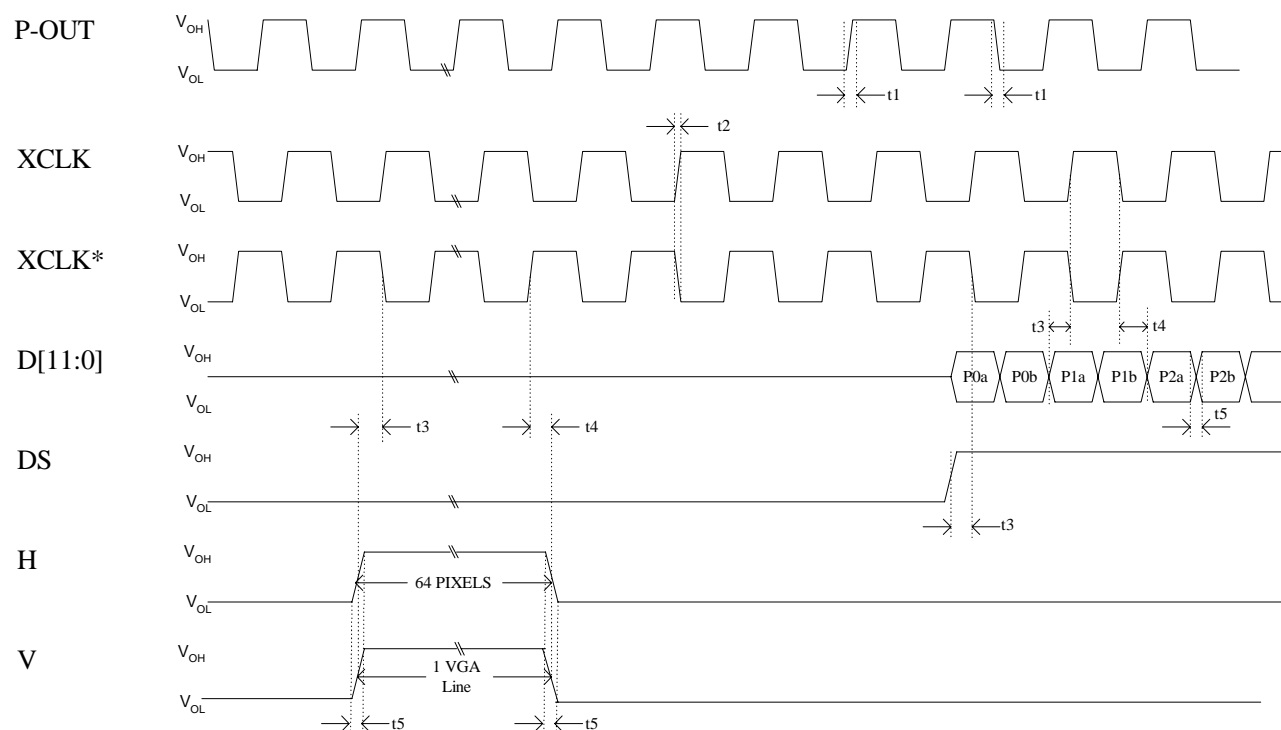 P-OUT
VOH
VOL
t1
t1
t2
XCLK
VOH
VOL
XCLK*
VOH
VOL
t3
t4
D[11:0]
VOH
VOL
P0a
P0b
P1a
P1b
P2a
P2b
t3
t4
t5
DS
VOH
VOL
t3
H
VOH
VOL
64 PIXELS
V
VOH
VOL
1 VGA
Line
t5
t5